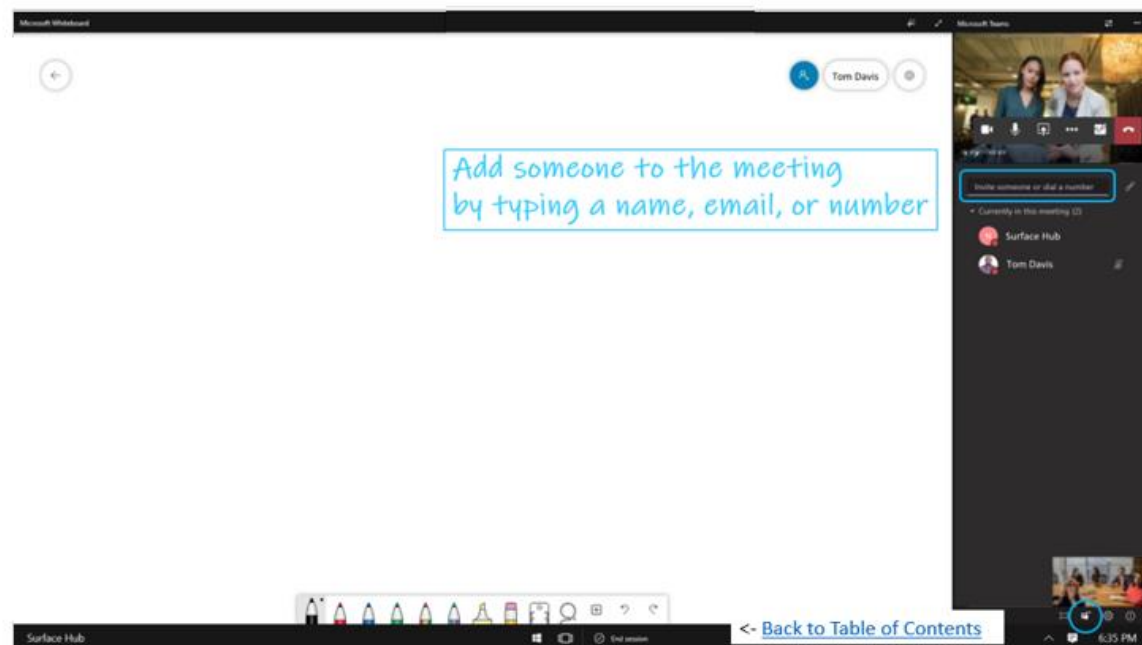 Microsoft Whiteboard
Microsoft Teams
Tom Davis
Add someone to the meeting
by typing a name, email, or number
Invite someone or dial a number
Currently in this meeting (2)
Surface Hub
Tom Davis
<- Back to Table of Contents
Surface Hub
End session
6:35 PM